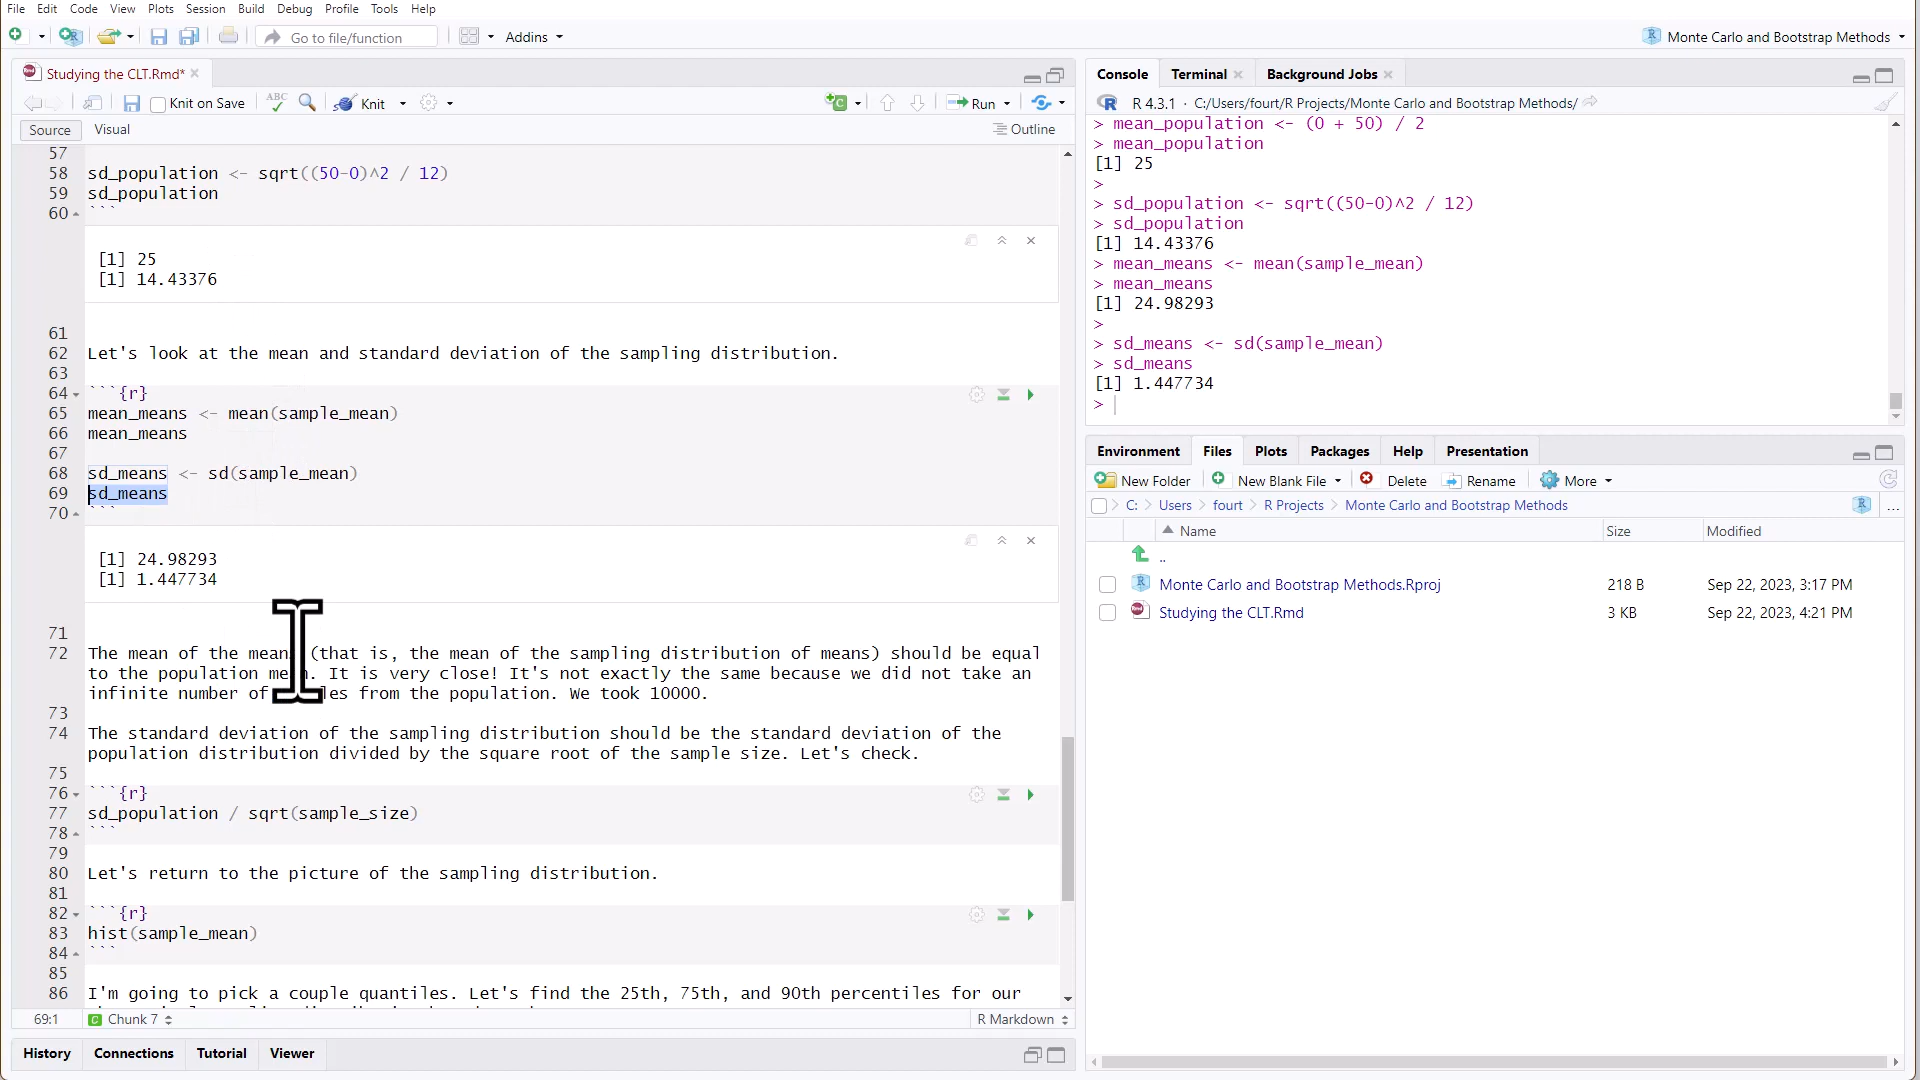 File Edit Code View Plots Session Build Debug Profile Tools Help
Go to file/function Addins Monte Carlo and Bootstrap Methods
Studying the CLT.Rmd*
Knit on Save ABC Knit Run
Source Visual Outline
57
58 sd_population <- sqrt((50-0)^2 / 12)
59 sd_population
60 ```
[1] 25
[1] 14.43376
61
62 Let's look at the mean and standard deviation of the sampling distribution.
63
64 ```{r}
65 mean_means <- mean(sample_mean)
66 mean_means
67
68 sd_means <- sd(sample_mean)
69 sd_means
70 ```
[1] 24.98293
[1] 1.447734
71
72 The mean of the means (that is, the mean of the sampling distribution of means) should be equal
to the population mean. It is very close! It's not exactly the same because we did not take an
infinite number of les from the population. We took 10000.
73
74 The standard deviation of the sampling distribution should be the standard deviation of the
population distribution divided by the square root of the sample size. Let's check.
75
76 ```{r}
77 sd_population / sqrt(sample_size)
78 ```
79
80 Let's return to the picture of the sampling distribution.
81
82 ```{r}
83 hist(sample_mean)
84 ```
85
86 I'm going to pick a couple quantiles. Let's find the 25th, 75th, and 90th percentiles for our
69:1 Chunk 7 R Markdown
History Connections Tutorial Viewer
Console Terminal Background Jobs
R 4.3.1 · C:/Users/fourt/R Projects/Monte Carlo and Bootstrap Methods/
> mean_population <- (0 + 50) / 2
> mean_population
[1] 25
>
> sd_population <- sqrt((50-0)^2 / 12)
> sd_population
[1] 14.43376
> mean_means <- mean(sample_mean)
> mean_means
[1] 24.98293
>
> sd_means <- sd(sample_mean)
> sd_means
[1] 1.447734
>
Environment Files Plots Packages Help Presentation
New Folder New Blank File Delete Rename More
C: Users fourt R Projects Monte Carlo and Bootstrap Methods ...
Name Size Modified
..
Monte Carlo and Bootstrap Methods.Rproj 218 B Sep 22, 2023, 3:17 PM
Studying the CLT.Rmd 3 KB Sep 22, 2023, 4:21 PM